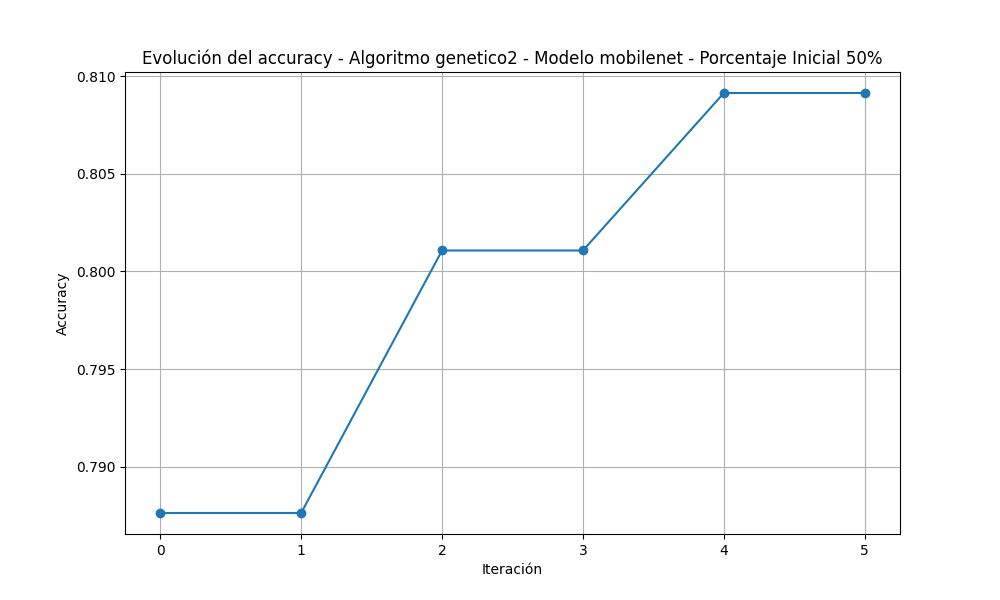 Evolución del accuracy - Algoritmo genetico2 - Modelo mobilenet - Porcentaje Inicial 50%
0.810
0.805
0.800
0.795
0.790
Accuracy
0 1 2 3 4 5
Iteración